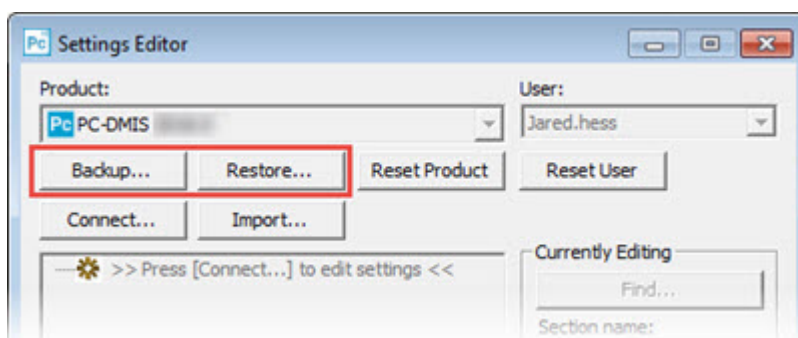 Pc Settings Editor
Product: User:
Pc PC-DMIS Jared.hess
Backup... Restore... Reset Product Reset User
Connect... Import...
>> Press [Connect...] to edit settings << Currently Editing
Find...
Section name: